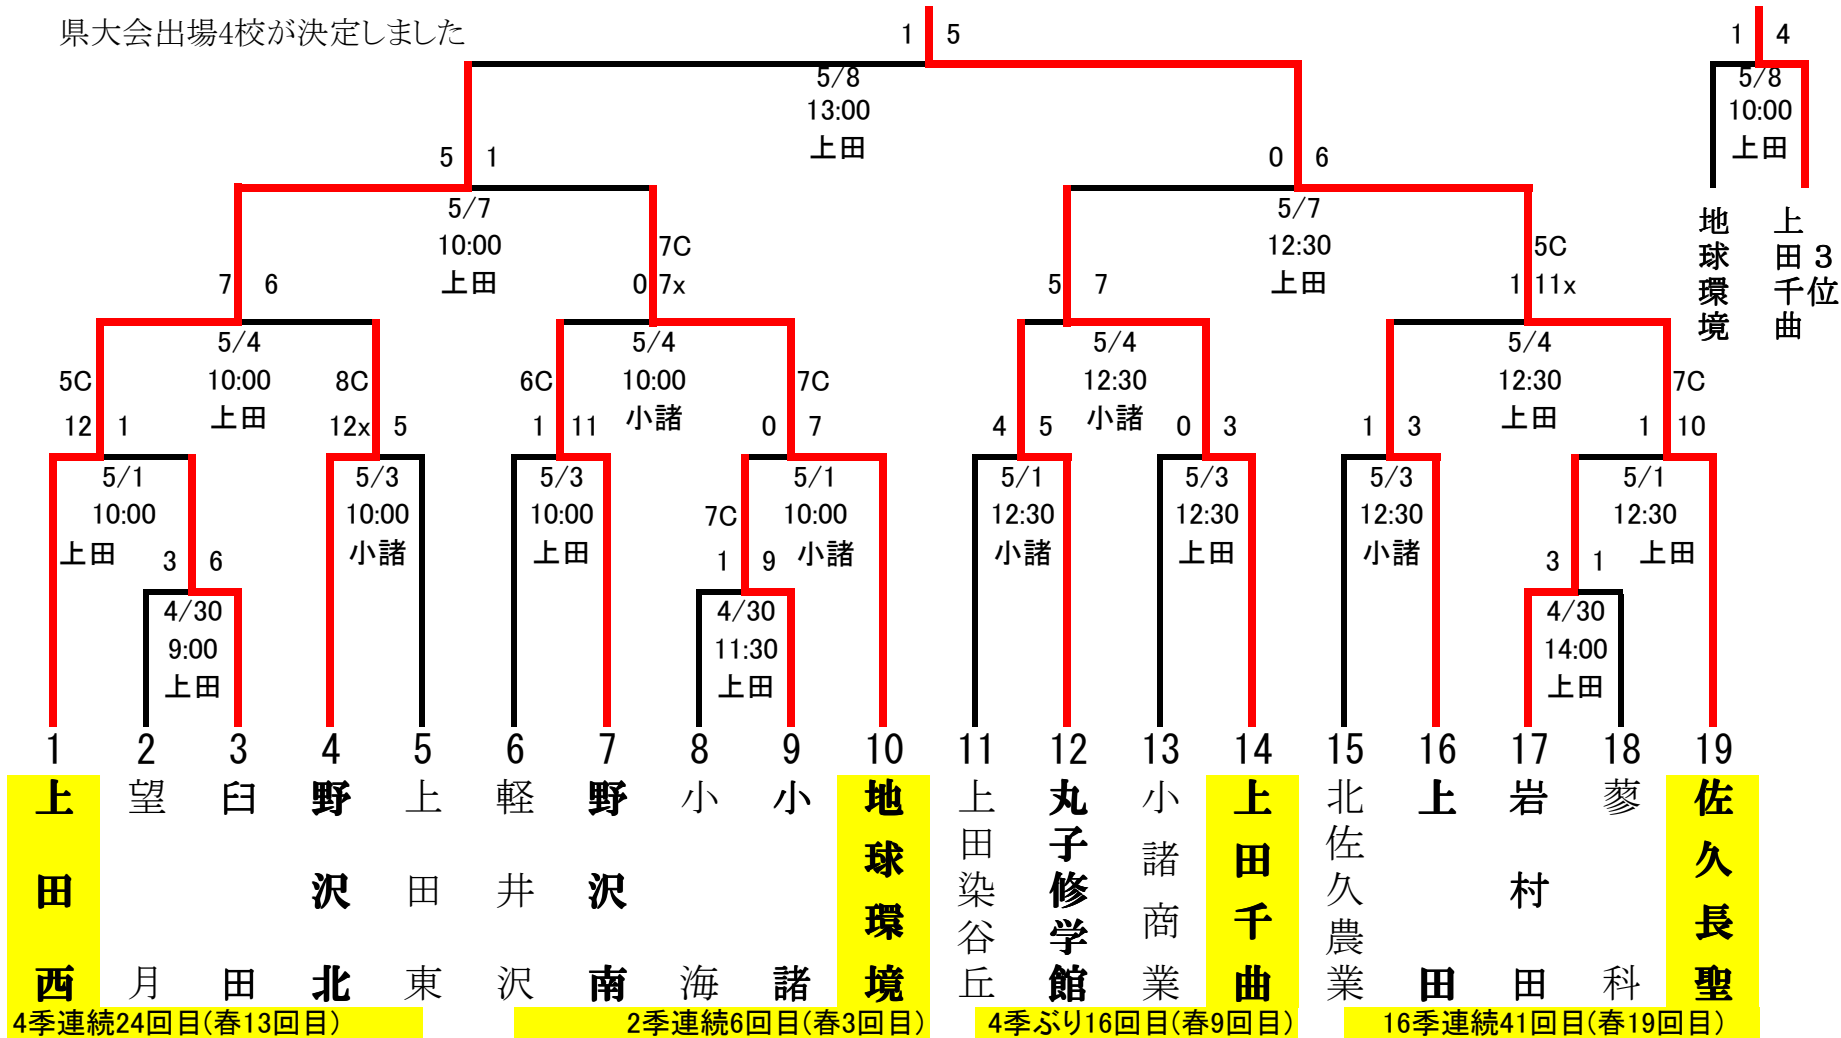 県大会出場4校が決定しました
1 5
5/8
13:00
上田
1 4
5/8
10:00
上田
地球環境
上田千曲
3位
5 1
5/7
10:00
上田
0 6
5/7
12:30
上田
7 6
5/4
10:00
上田
7C
0 7x
5/4
10:00
小諸
5 7
5/4
12:30
小諸
5C
1 11x
5/4
12:30
上田
5C
12 1
5/1
10:00
上田
8C
12x 5
5/3
10:00
小諸
6C
1 11
5/3
10:00
上田
7C
0 7
5/1
10:00
小諸
4 5
5/1
12:30
小諸
0 3
5/3
12:30
上田
1 3
5/3
12:30
小諸
7C
1 10
5/1
12:30
上田
3 6
4/30
9:00
上田
7C
1 9
4/30
11:30
上田
3 1
4/30
14:00
上田
1 2 3 4 5 6 7 8 9 10 11 12 13 14 15 16 17 18 19
上田西
望月
臼田
野沢北
上田東
軽井沢
野沢南
小海
小諸
地球環境
上田染谷丘
丸子修学館
小諸商業
上田千曲
北佐久農業
上田
岩村田
蓼科
佐久長聖
4季連続24回目(春13回目)
2季連続6回目(春3回目)
4季ぶり16回目(春9回目)
16季連続41回目(春19回目)